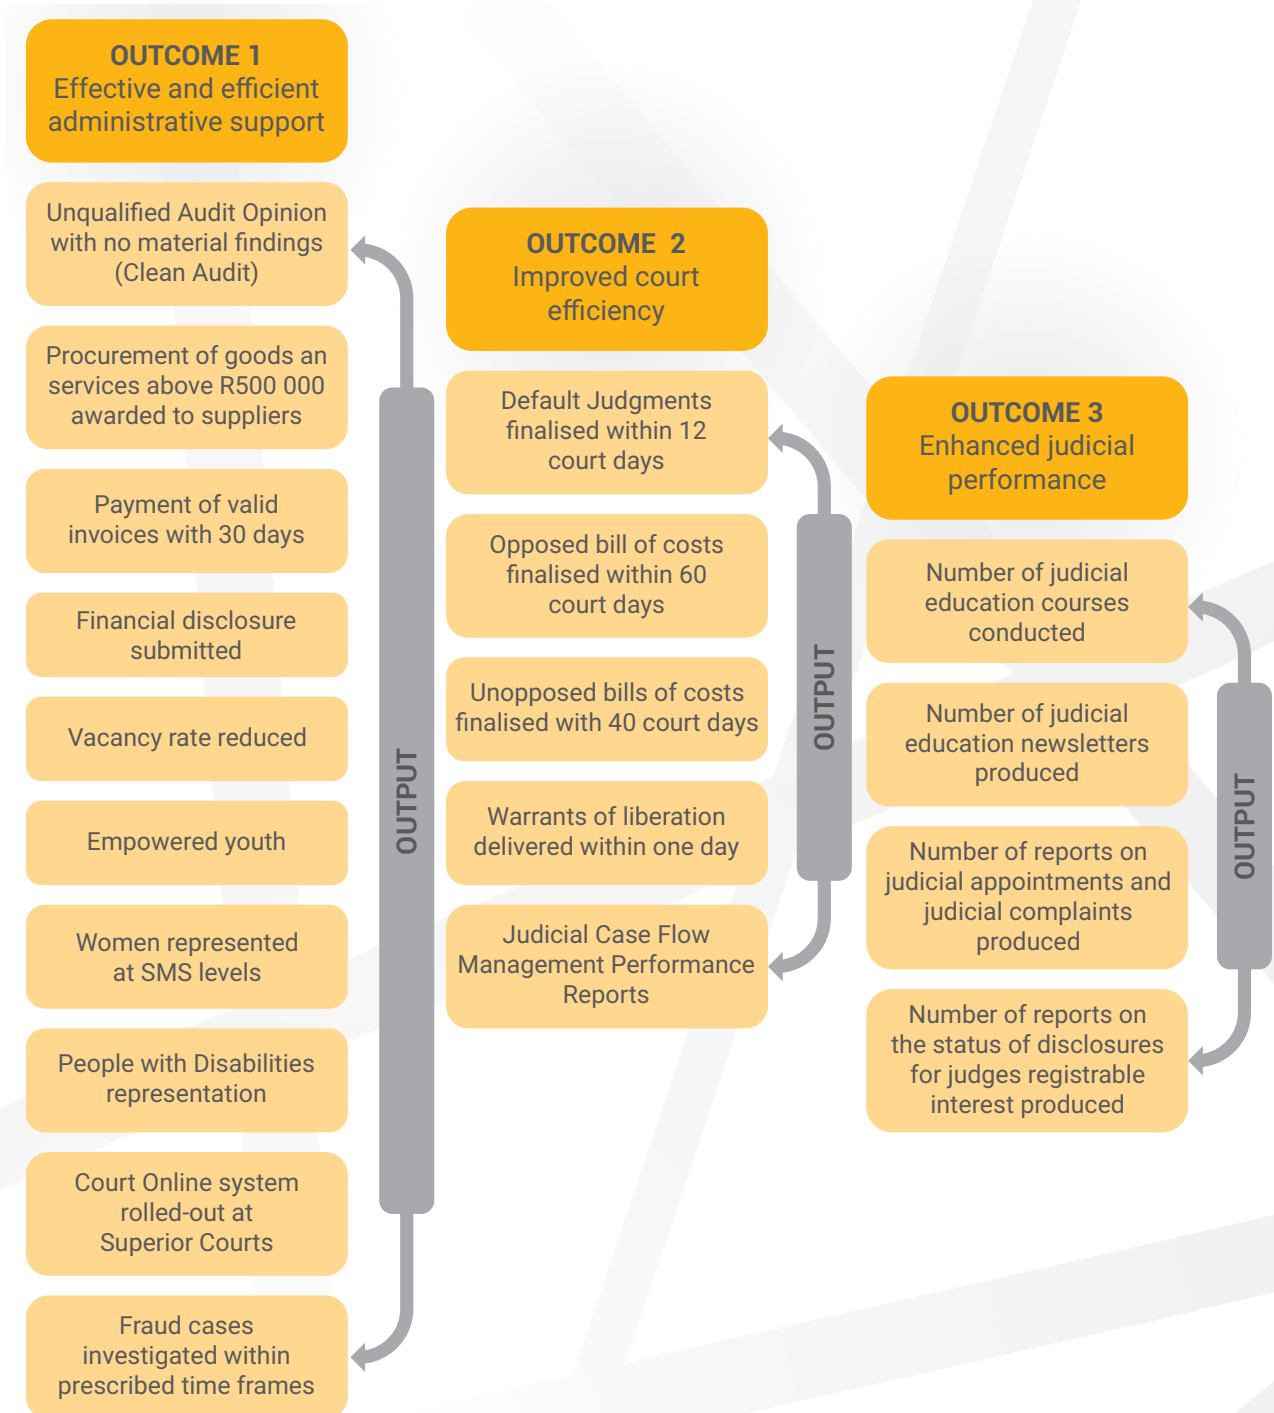 OUTCOME 1
Effective and efficient
administrative support
Unqualified Audit Opinion
with no material findings
(Clean Audit)
Procurement of goods an
services above R500 000
awarded to suppliers
Payment of valid
invoices with 30 days
Financial disclosure
submitted
Vacancy rate reduced
Empowered youth
Women represented
at SMS levels
People with Disabilities
representation
Court Online system
rolled-out at
Superior Courts
Fraud cases
investigated within
prescribed time frames
OUTPUT
OUTCOME 2
Improved court
efficiency
Default Judgments
finalised within 12
court days
Opposed bill of costs
finalised within 60
court days
Unopposed bills of costs
finalised with 40 court days
Warrants of liberation
delivered within one day
Judicial Case Flow
Management Performance
Reports
OUTPUT
OUTCOME 3
Enhanced judicial
performance
Number of judicial
education courses
conducted
Number of judicial
education newsletters
produced
Number of reports on
judicial appointments and
judicial complaints
produced
Number of reports on
the status of disclosures
for judges registrable
interest produced
OUTPUT